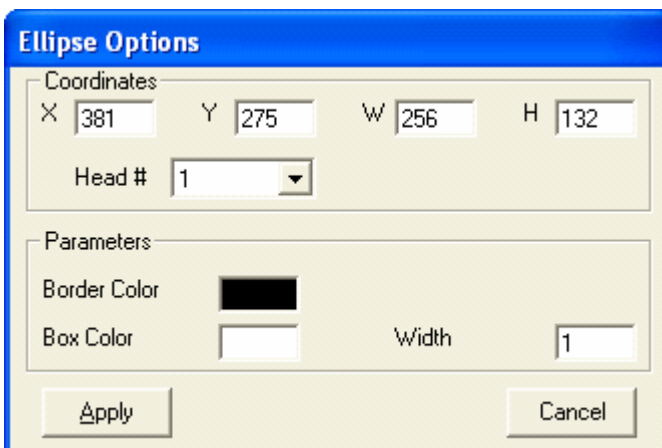 Ellipse Options
Coordinates
X 381 Y 275 W 256 H 132
Head # 1
Parameters
Border Color
Box Color Width 1
Apply Cancel